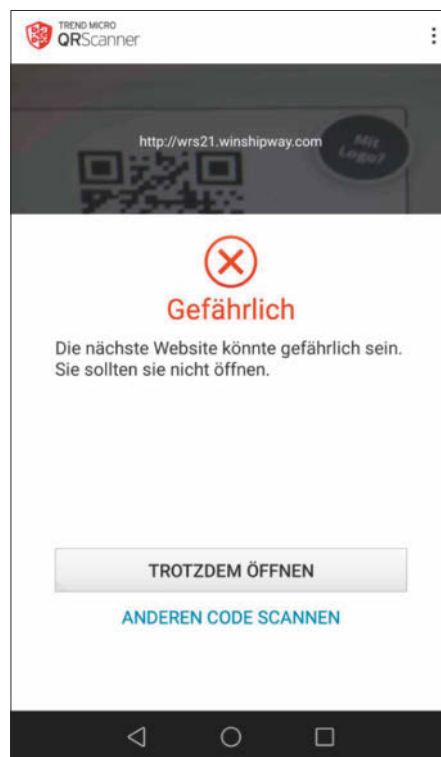 TREND MICRO
QRScanner
http://wrs21.winshipway.com
Mit
Logo?
Gefährlich
Die nächste Website könnte gefährlich sein.
Sie sollten sie nicht öffnen.
TROTZDEM ÖFFNEN
ANDEREN CODE SCANNEN